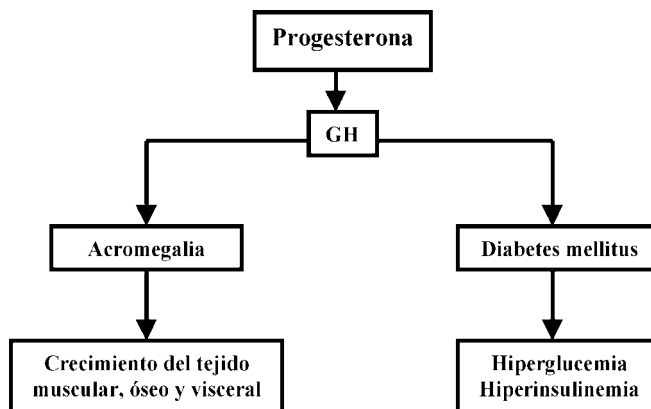 Progesterona
GH
Acromegalia
Diabetes mellitus
Crecimiento del tejido
muscular, óseo y visceral
Hiperglucemia
Hiperinsulinemia